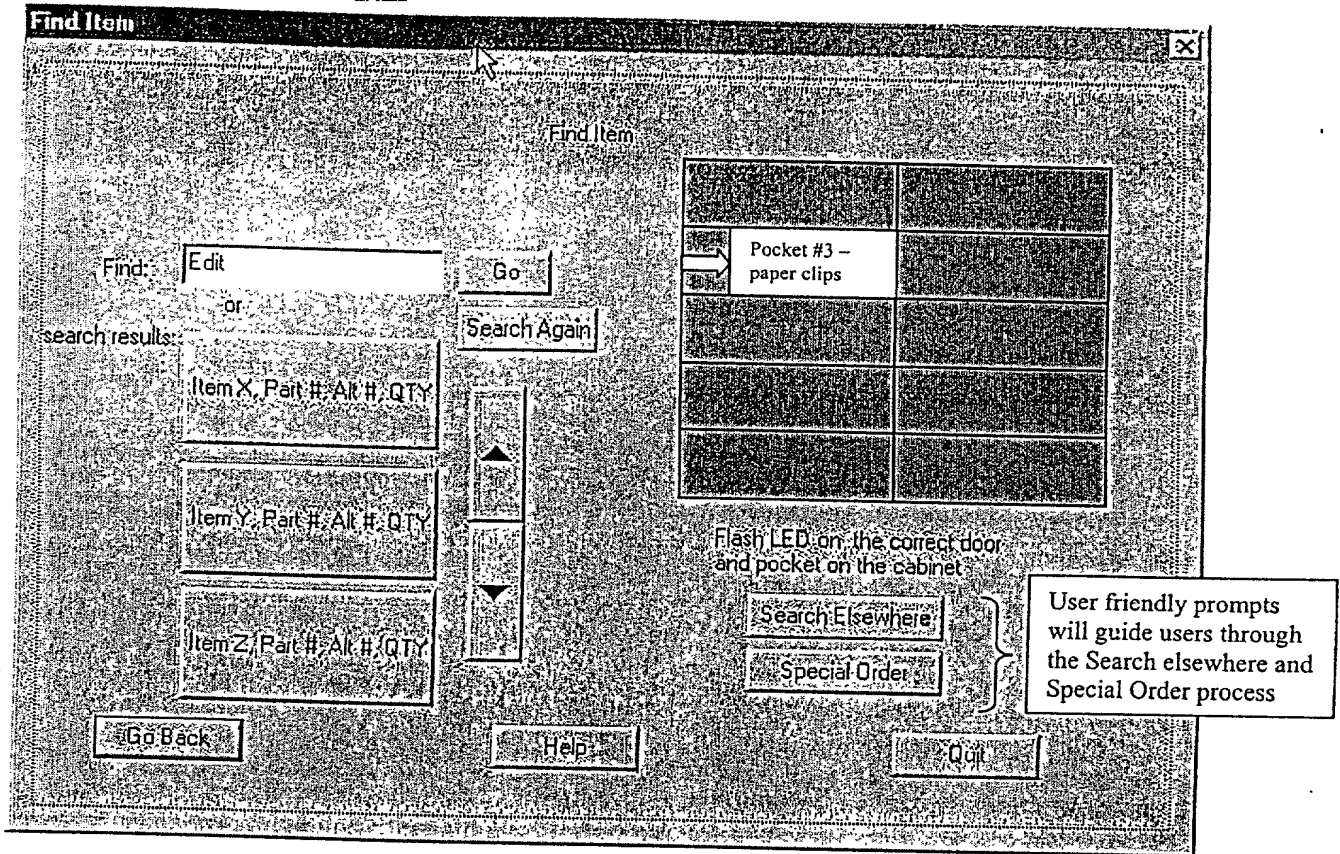 Find Item
Find Item
Find:
Edit
Go
or
Search Again
search results:
Item X, Part #, Alt #, QTY
Item Y, Part #, Alt #, QTY
Item Z, Part #, Alt #, QTY
Pocket #3 –
paper clips
Flash LED on, the correct door
and pocket on the cabinet
Search Elsewhere
Special Order
User friendly prompts
will guide users through
the Search elsewhere and
Special Order process
Go Back
Help
Quit